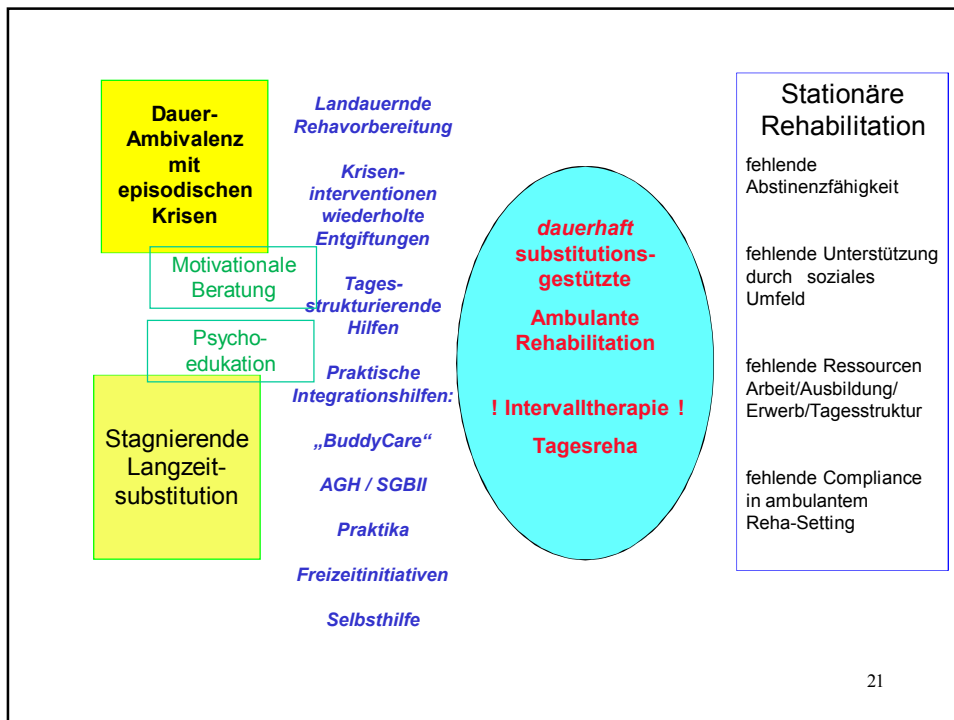 Dauer-
Ambivalenz
mit
episodischen
Krisen
Motivationale
Beratung
Psycho-
edukation
Stagnierende
Langzeit-
substitution
Landauernde
Rehavorbereitung
Krisen-
interventionen
wiederholte
Entgiftungen
Tages-
strukturierende
Hilfen
Praktische
Integrationshilfen:
„BuddyCare“
AGH / SGBII
Praktika
Freizeitinitiativen
Selbsthilfe
dauerhaft
substitutions-
gestützte
Ambulante
Rehabilitation
! Intervalltherapie !
Tagesreha
Stationäre
Rehabilitation
fehlende
Abstinenzfähigkeit
fehlende Unterstützung
durch soziales
Umfeld
fehlende Ressourcen
Arbeit/Ausbildung/
Erwerb/Tagesstruktur
fehlende Compliance
in ambulantem
Reha-Setting
21